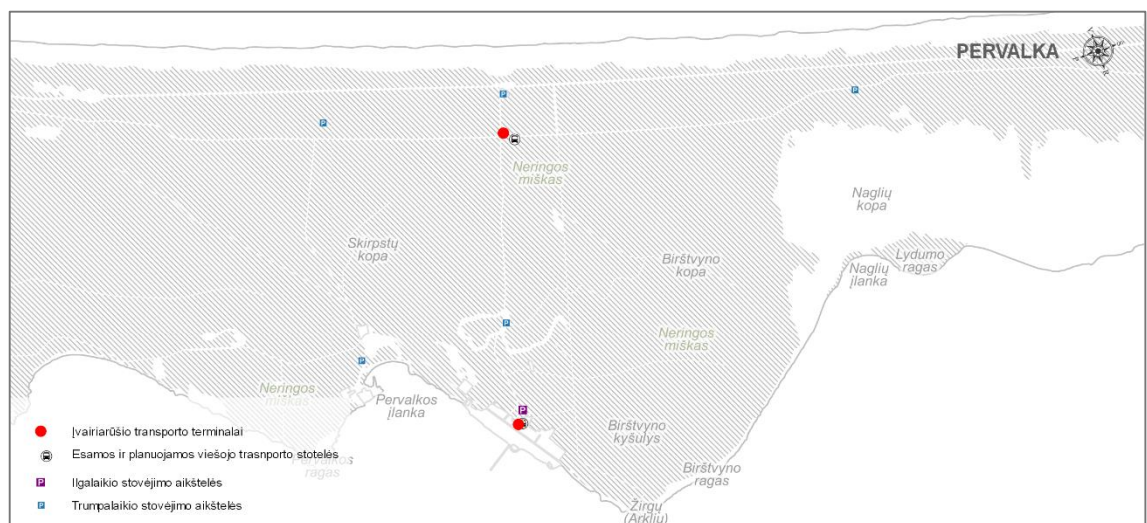 PERVALKA
P
P
P
Neringos
miškas
Naglių
kopa
Skirpstų
kopa
Birštvyno
kopa
Lydumo
ragas
Naglių
įlanka
P
Neringos
miškas
P
Neringos
miškas
Pervalkos
įlanka
P
Birštvyno
kyšulys
Birštvyno
ragas
Žirgų
(Arklių)
Pervalkos
ragas
Įvairiarūšio transporto terminalai
Esamos ir planuojamos viešojo trasnporto stotelės
P Ilgalaikio stovėjimo aikštelės
P Trumpalaikio stovėjimo aikštelės